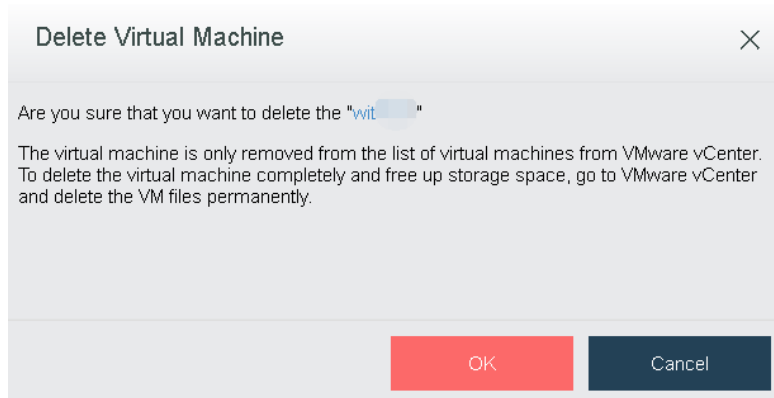 Delete Virtual Machine
Are you sure that you want to delete the "wit "
The virtual machine is only removed from the list of virtual machines from VMware vCenter.
To delete the virtual machine completely and free up storage space, go to VMware vCenter
and delete the VM files permanently.
OK
Cancel